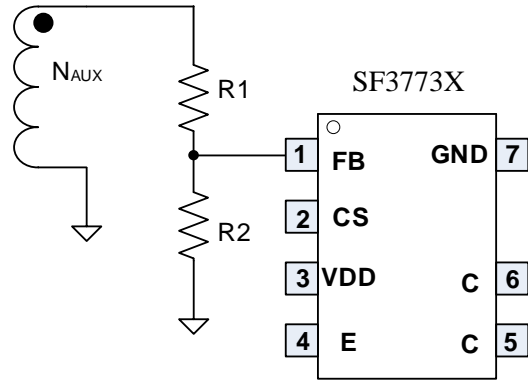 NAUX
R1
SF3773X
1 FB GND 7
R2
2 CS
3 VDD C 6
4 E C 5